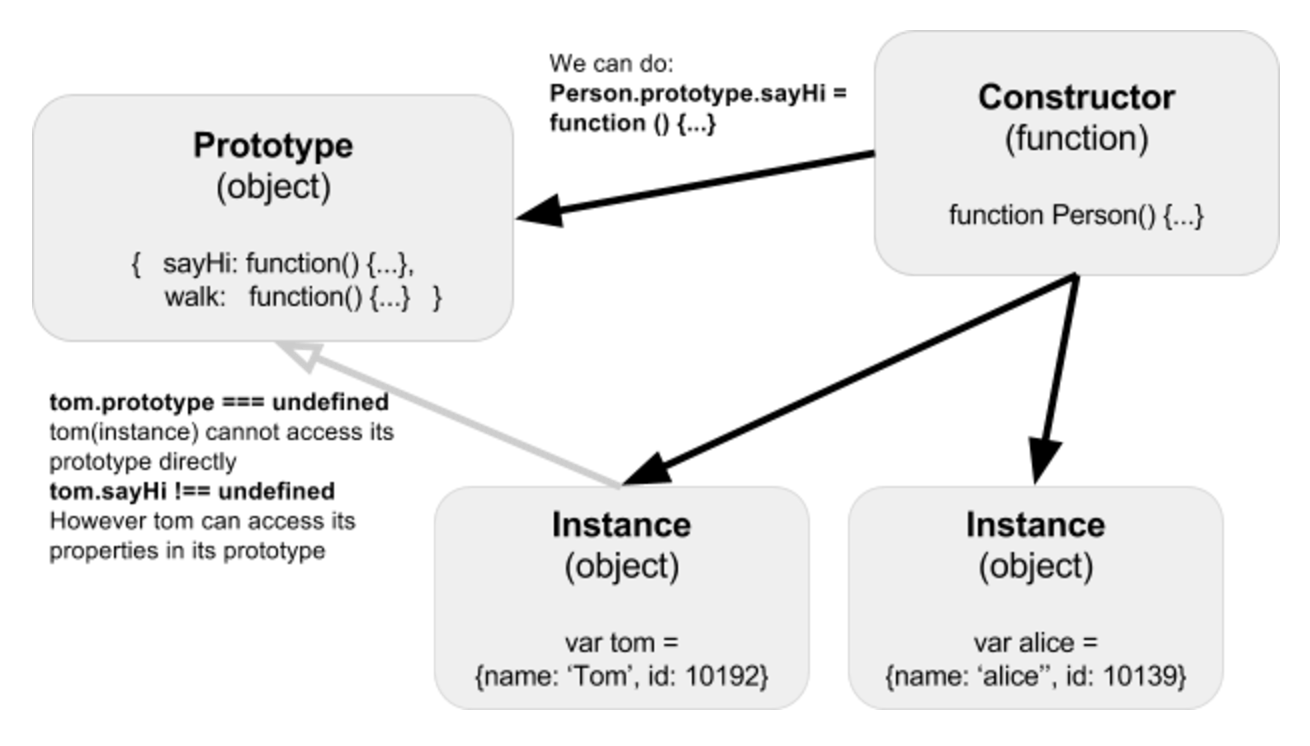 We can do:
Person.prototype.sayHi =
function () {...}
Constructor
(function)
function Person() {...}
Prototype
(object)
{ sayHi: function() {...},
walk: function() {...} }
tom.prototype === undefined
tom(instance) cannot access its
prototype directly
tom.sayHi !== undefined
However tom can access its
properties in its prototype
Instance
(object)
var tom =
{name: ‘Tom’, id: 10192}
Instance
(object)
var alice =
{name: ‘alice’’, id: 10139}